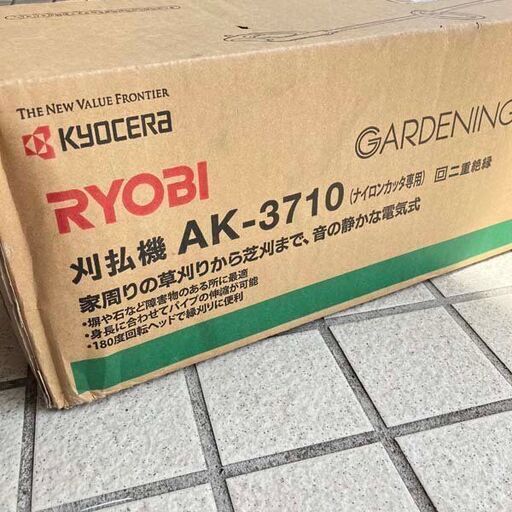 THE NEW VALUE FRONTIER
KYOCERA
GARDENING
RYOBI
刈払機 AK-3710 (ナイロンカッタ専用) 回二重絶縁
家周りの草刈りから芝刈まで、音の静かな電気式
・塀や石など障害物のある所に最適
・身長に合わせてパイプの伸縮が可能
・180度回転ヘッドで縁刈りに便利